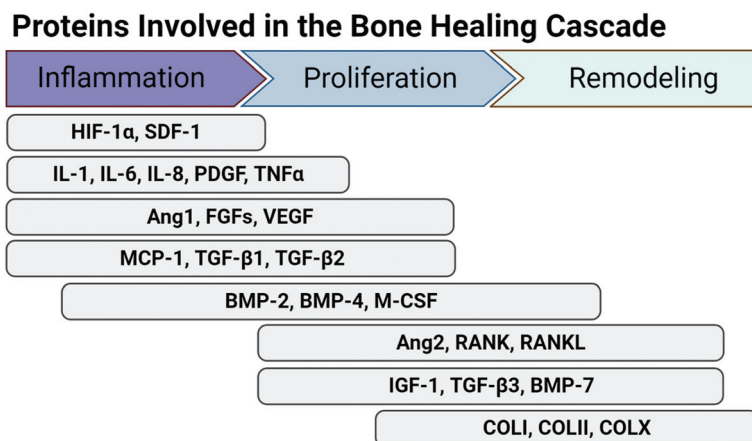 Proteins Involved in the Bone Healing Cascade
Inflammation Proliferation Remodeling
HIF-1α, SDF-1
IL-1, IL-6, IL-8, PDGF, TNFα
Ang1, FGFs, VEGF
MCP-1, TGF-β1, TGF-β2
BMP-2, BMP-4, M-CSF
Ang2, RANK, RANKL
IGF-1, TGF-β3, BMP-7
COLI, COLII, COLX